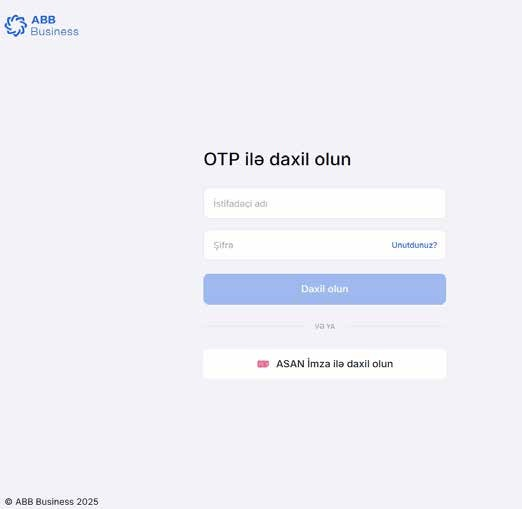 ABB
Business
OTP ilə daxil olun
İstifadəçi adı
Şifrə
Unutdunuz?
Daxil olun
VƏ YA
ASAN İmza ilə daxil olun
© ABB Business 2025